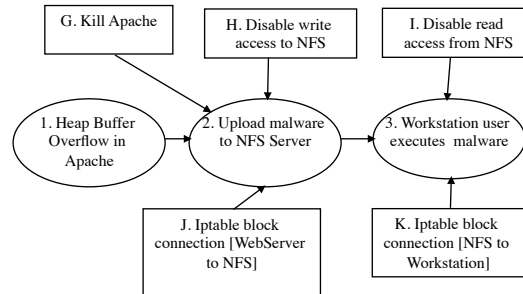 G. Kill Apache
H. Disable write
access to NFS
I. Disable read
access from NFS
1. Heap Buffer
Overflow in
Apache
2. Upload malware
to NFS Server
3. Workstation user
executes malware
J. Iptable block
connection [WebServer
to NFS]
K. Iptable block
connection [NFS to
Workstation]